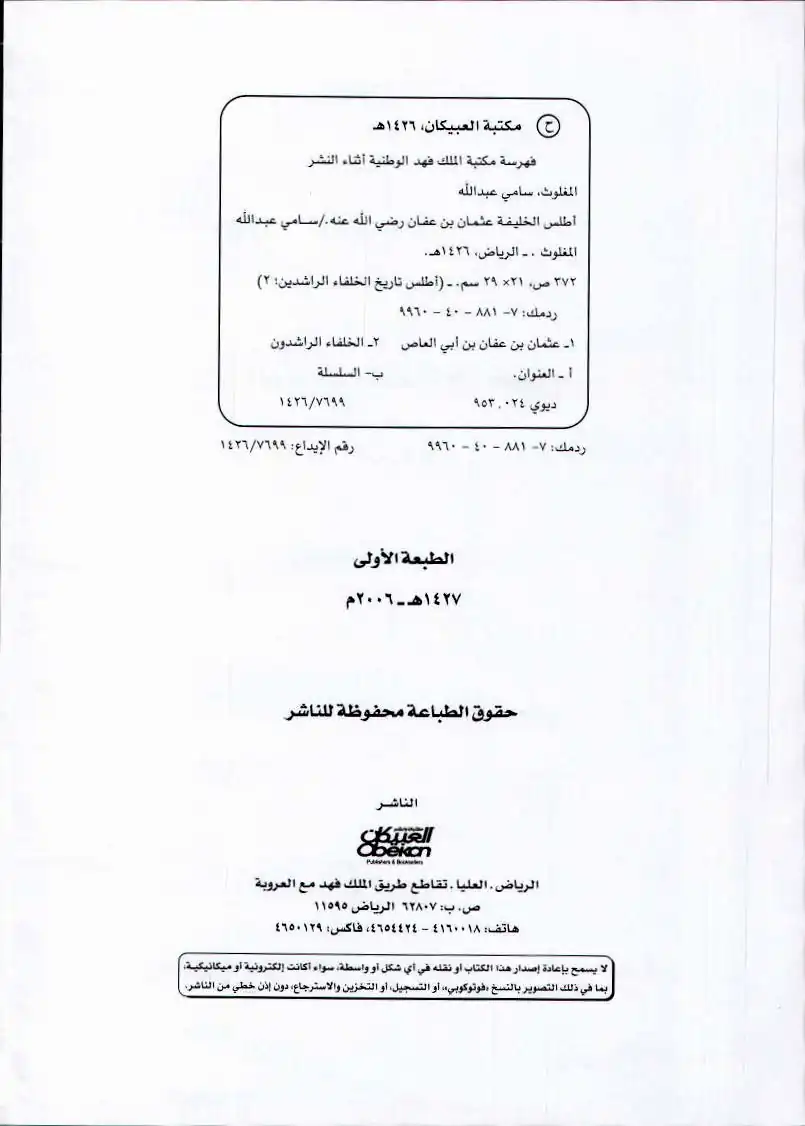 ح مكتبة العبيكان، ١٤٢٦هـ
فهرسة مكتبة الملك فهد الوطنية أثناء النشر
المغلوث، سامي عبدالله
أطلس الخليفة عثمان بن عفان رضي الله عنه./سامي عبدالله
المغلوث .ـ الرياض، ١٤٢٦هـ.
٣٧٢ ص، ٢١× ٢٩ سم. ـ (أطلس تاريخ الخلفاء الراشدين؛ ٢)
ردمك: ٧- ٨٨١ - ٤٠ - ٩٩٦٠
١ـ عثمان بن عفان بن أبي العاص ٢ـ الخلفاء الراشدون
أ ـ العنوان. ب- السلسلة
ديوي ٩٥٣,٠٢٤ ١٤٢٦/٧٦٩٩
ردمك: ٧- ٨٨١ - ٤٠ - ٩٩٦٠ رقم الإيداع: ١٤٢٦/٧٦٩٩
الطبعة الأولى
١٤٢٧هـ ـ ٢٠٠٦م
حقوق الطباعة محفوظة للناشر
الناشر
العبيكان
Obeikan
Publishers & Booksellers
الرياض. العليا. تقاطع طريق الملك فهد مع العروبة
ص. ب: ٦٢٨٠٧ الرياض ١١٥٩٥
هاتف: ٤١٦٠٠١٨ - ٤٦٥٤٤٢٤، فاكس: ٤٦٥٠١٢٩
لا يسمح بإعادة إصدار هذا الكتاب أو نقله في أي شكل أو واسطة، سواء أكانت إلكترونية أو ميكانيكيـة،
بما في ذلك التصوير بالنسخ «فوتوكوبي»، أو التسجيل، أو التخزين والاسترجاع، دون إذن خطي من الناشر.